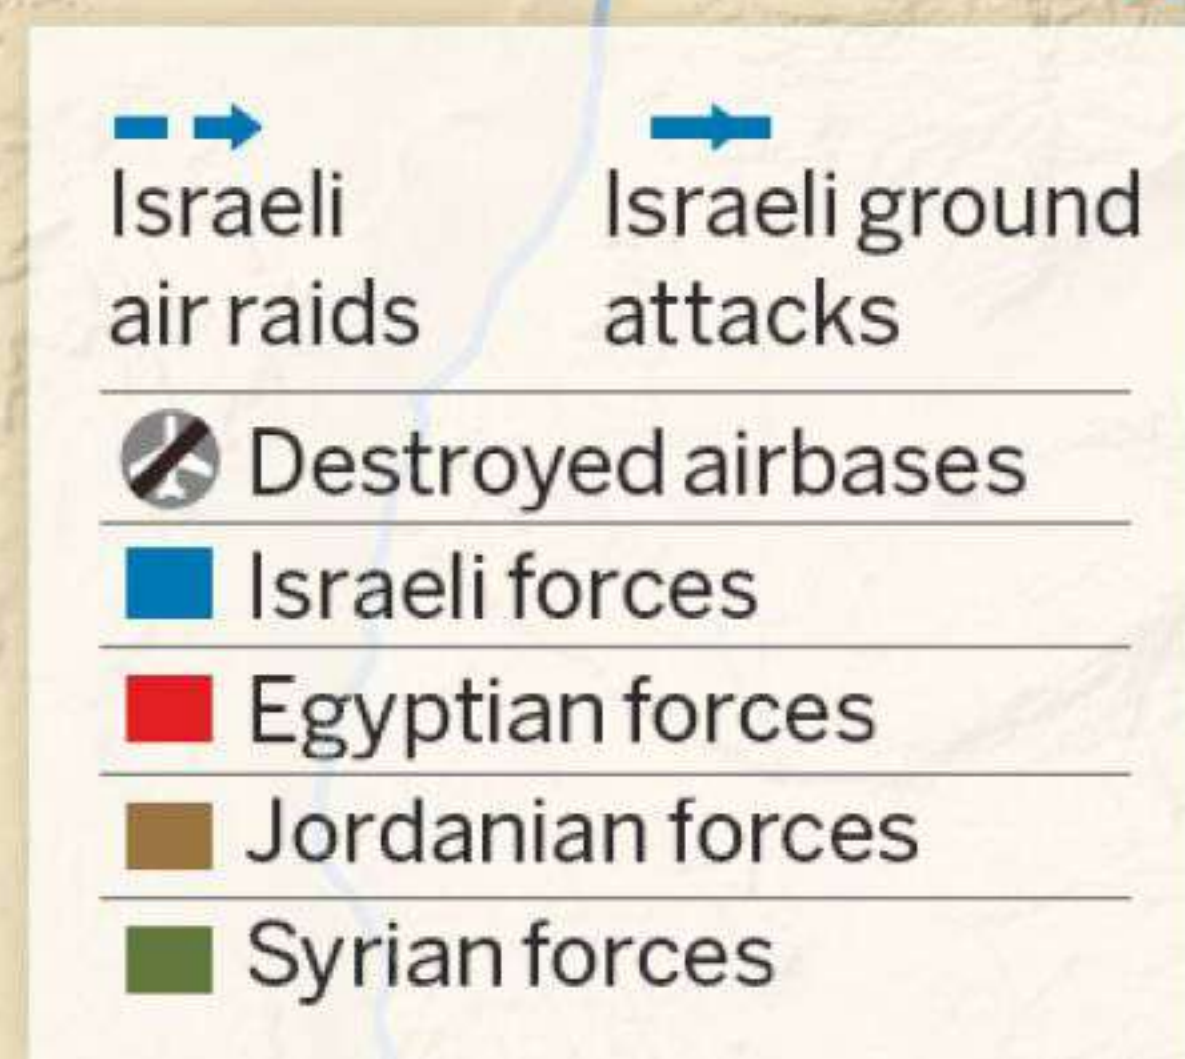 Israeli
air raids
Israeli ground
attacks
Destroyed airbases
Israeli forces
Egyptian forces
Jordanian forces
Syrian forces